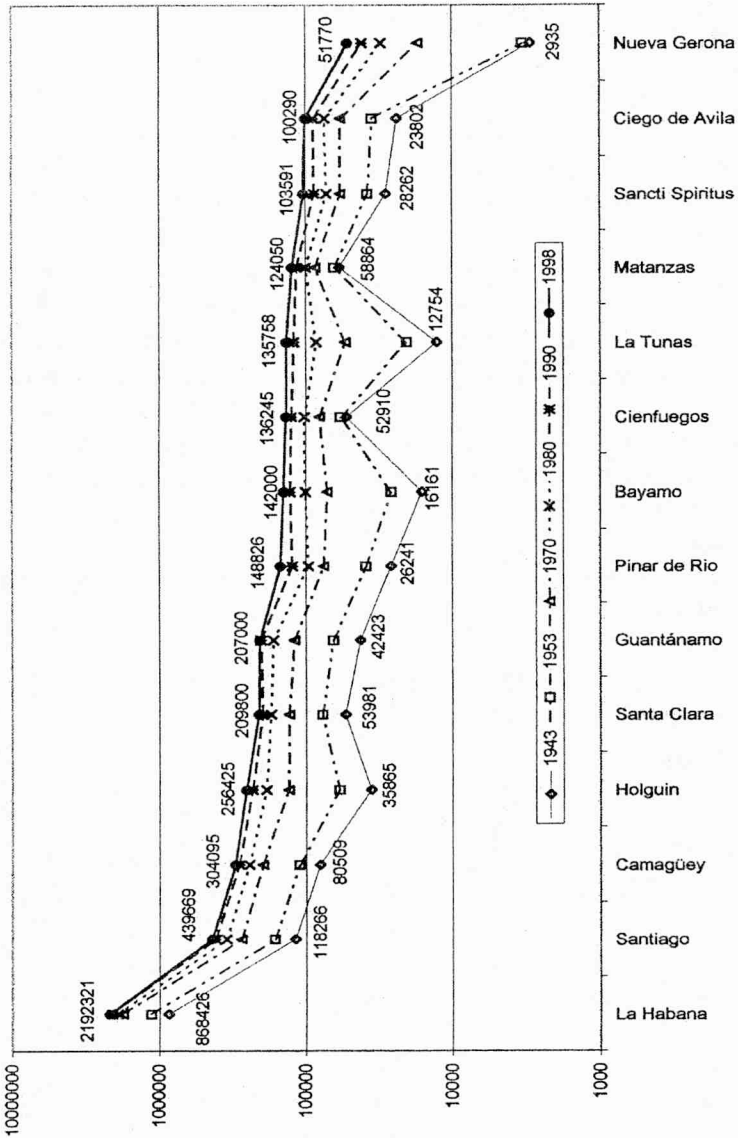 10000000
1000000
100000
10000
1000
2192321
439669
304095
256425
209800
207000
148826
142000
136245
135758
124050
103591
100290
51770
868426
118266
80509
35865
53981
42423
26241
16161
52910
12754
58864
28262
23802
2935
1943 1953 1970 1980 1990 1998
La Habana
Santiago
Camagüey
Holguin
Santa Clara
Guantánamo
Pinar de Rio
Bayamo
Cienfuegos
La Tunas
Matanzas
Sancti Spiritus
Ciego de Avila
Nueva Gerona